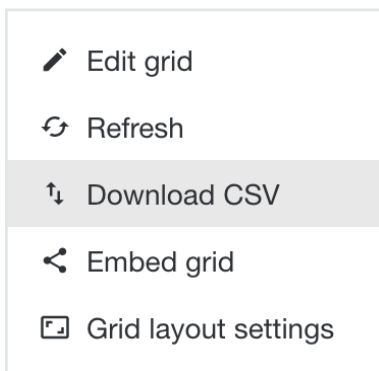 Edit grid
Refresh
Download CSV
Embed grid
Grid layout settings